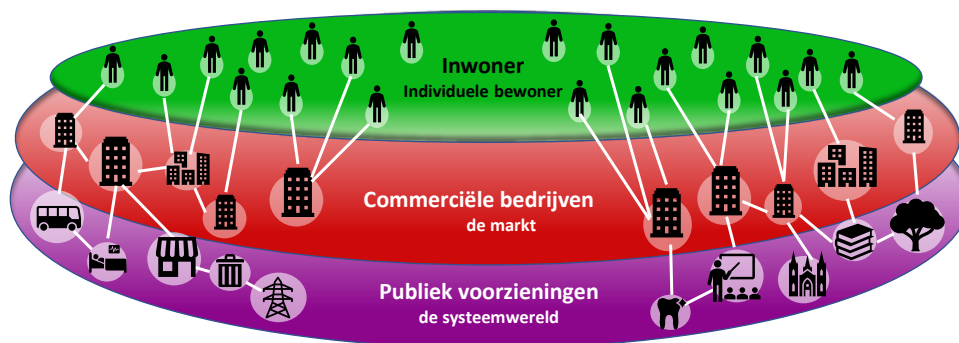 Inwoner
Individuele bewoner
Commerciële bedrijven
de markt
Publiek voorzieningen
de systeemwereld